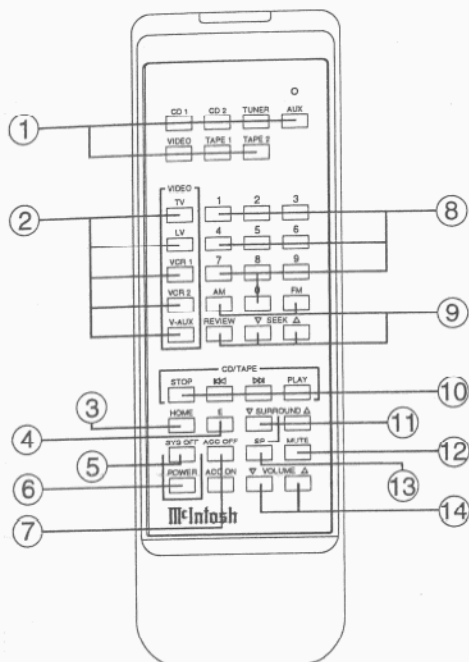 CD 1 CD 2 TUNER AUX
1
VIDEO TAPE 1 TAPE 2
VIDEO
2 TV 1 2 3 8
LV 4 5 6
VCR 1 7 8 9
VCR 2 AM 0 FM
9
V-AUX REVIEW ▽ SEEK △
CD/TAPE
STOP ⏮ ⏭ PLAY
10
3 HOME E ▽ SURROUND △ 11
4
SYS OFF ACC OFF SP MUTE
5 12
6 POWER ACC ON ▽ VOLUME △ 13
7 14
McIntosh